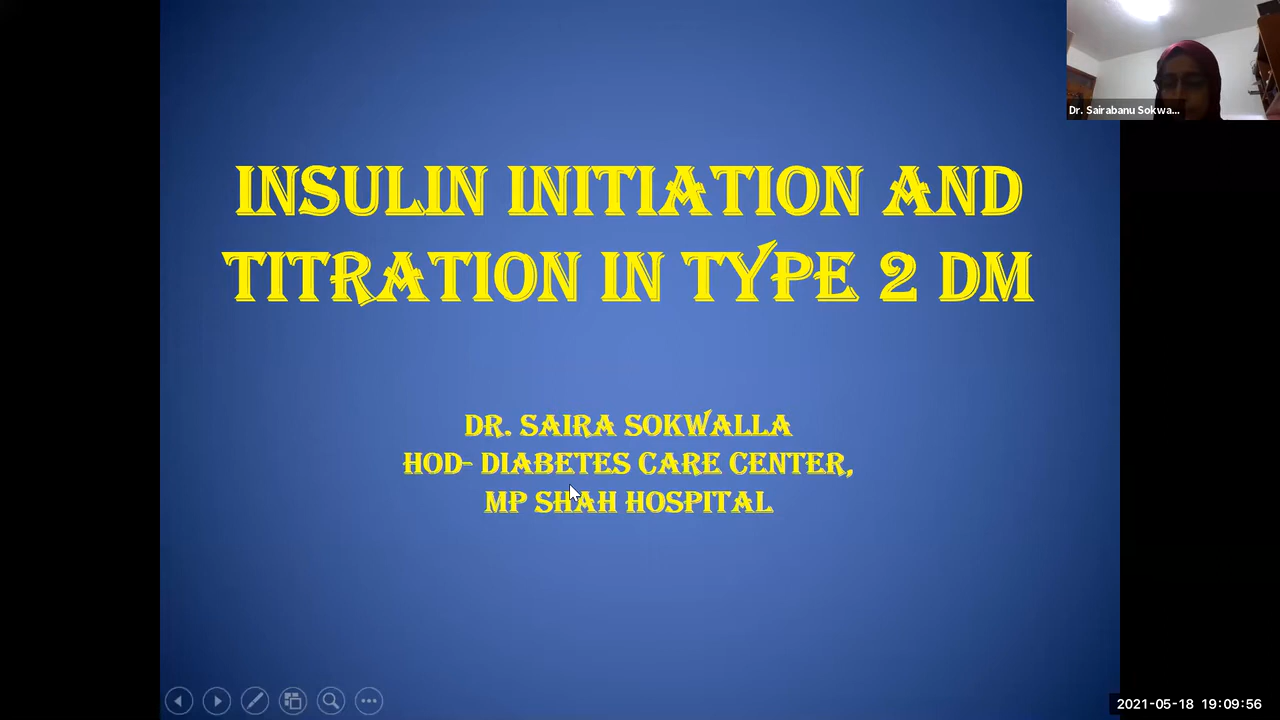 Dr. Sairabanu Sokwa...
INSULIN INITIATION AND
TITRATION IN TYPE 2 DM
DR. SAIRA SOKWALLA
HOD- DIABETES CARE CENTER,
MP SHAH HOSPITAL
2021-05-18 19:09:56